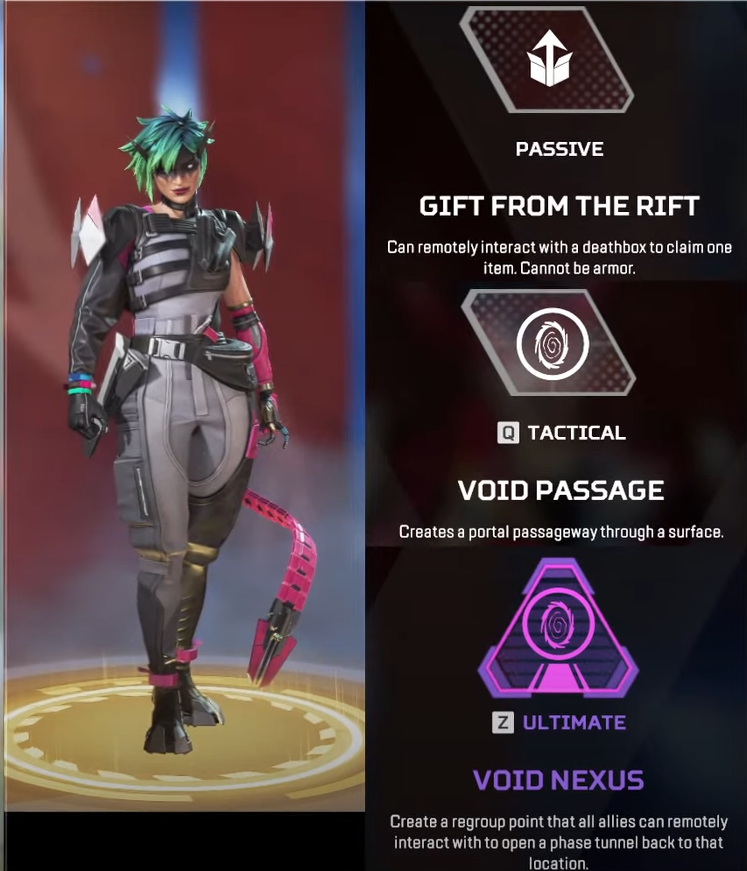 PASSIVE
GIFT FROM THE RIFT
Can remotely interact with a deathbox to claim one
item. Cannot be armor.
Q TACTICAL
VOID PASSAGE
Creates a portal passageway through a surface.
Z ULTIMATE
VOID NEXUS
Create a regroup point that all allies can remotely
interact with to open a phase tunnel back to that
location.